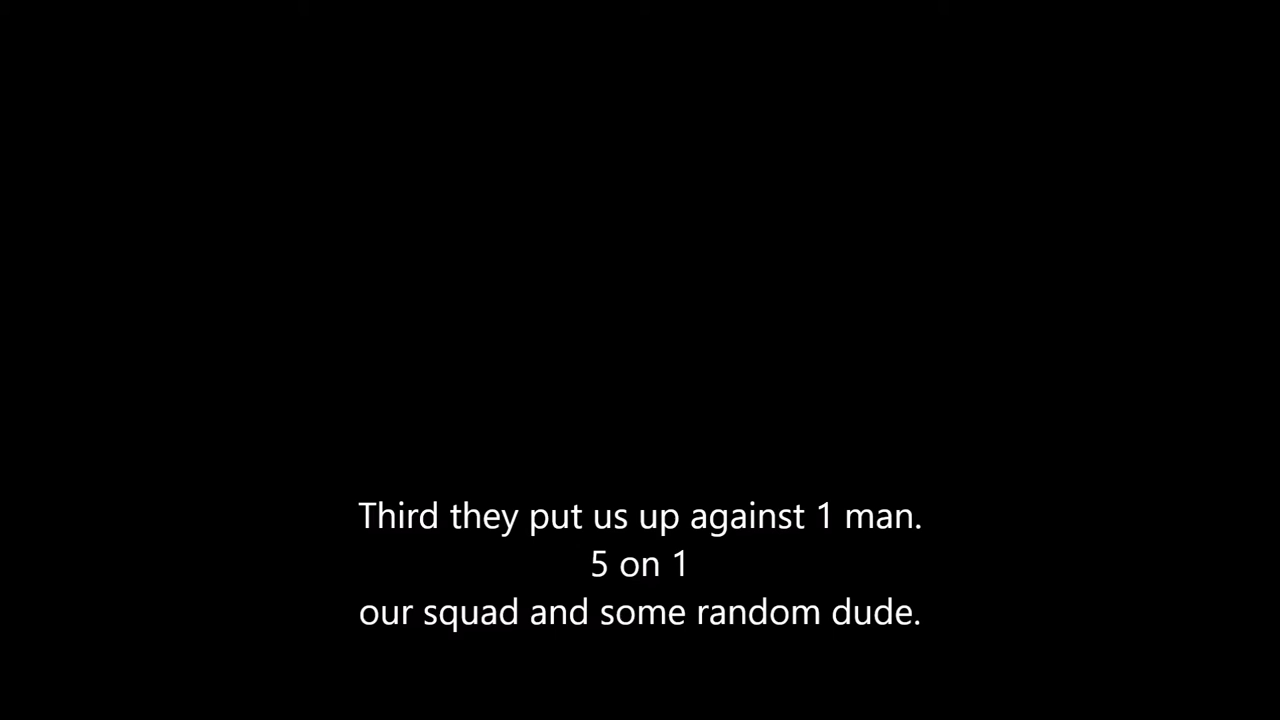 Third they put us up against 1 man.
5 on 1
our squad and some random dude.